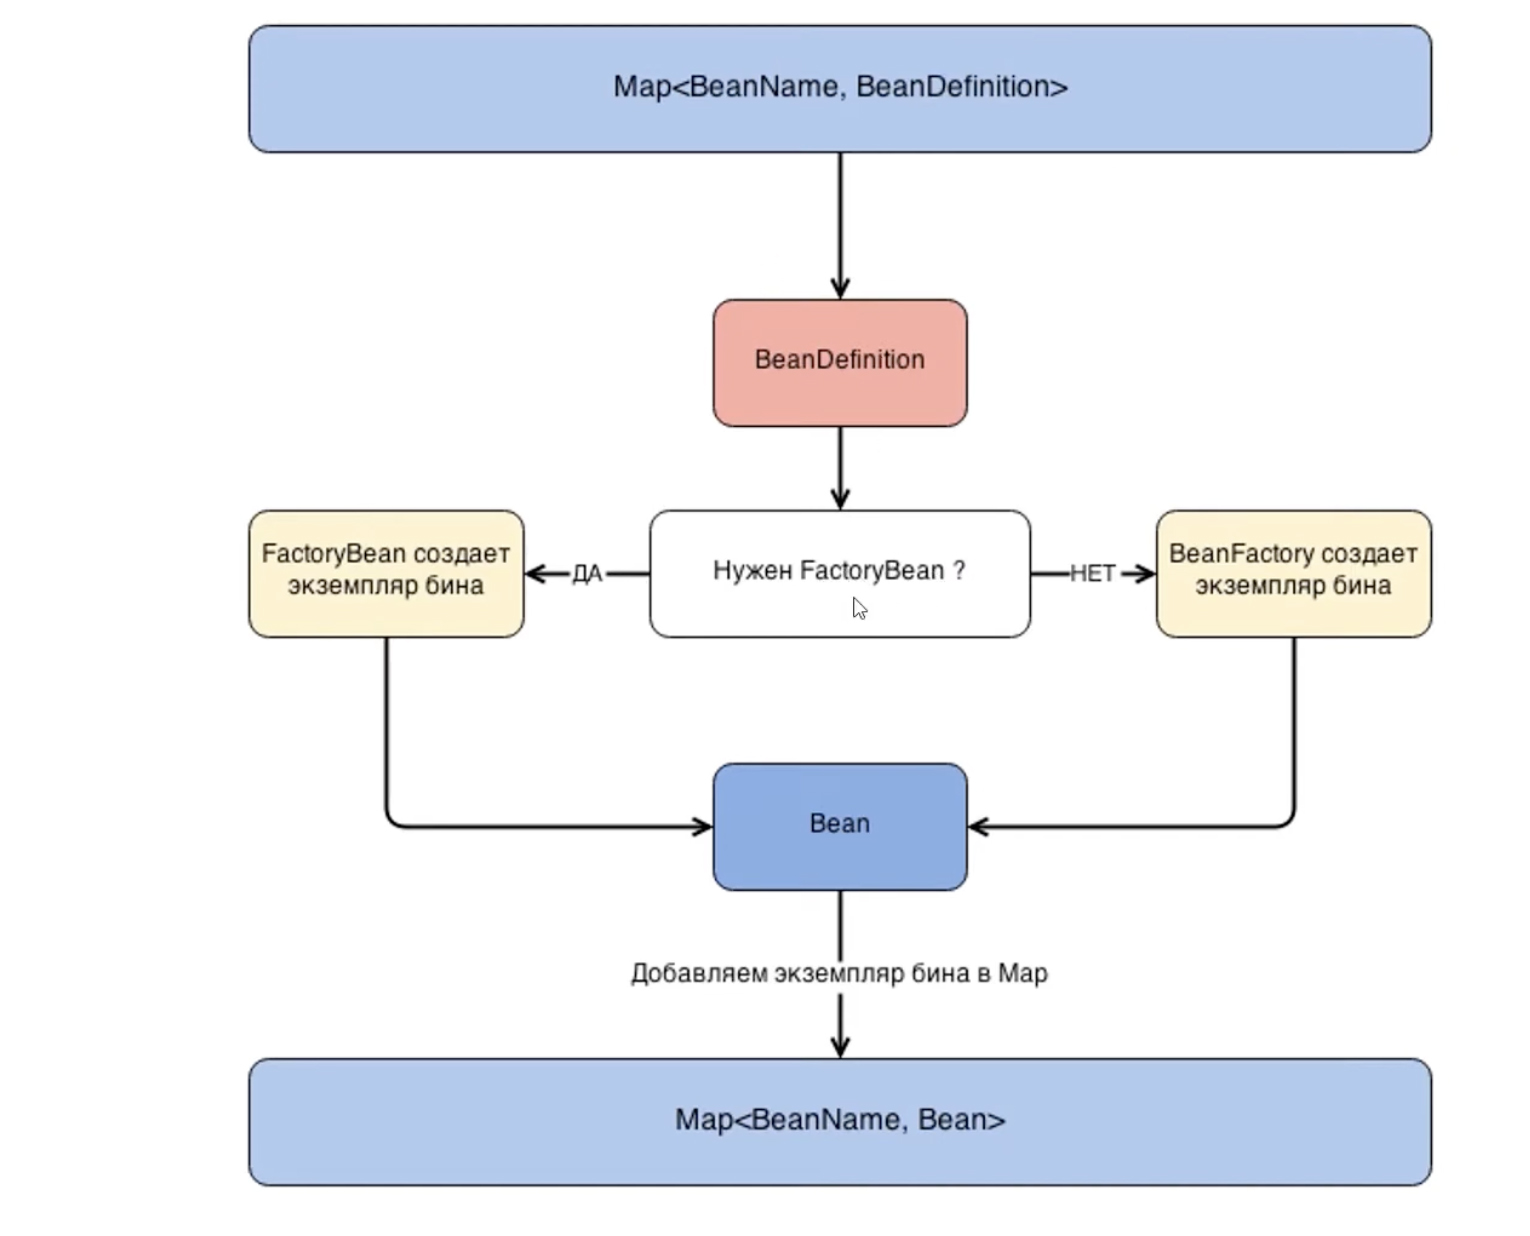 Map<BeanName, BeanDefinition>
BeanDefinition
FactoryBean создает
экземпляр бина
ДА
Нужен FactoryBean ?
НЕТ
BeanFactory создает
экземпляр бина
Bean
Добавляем экземпляр бина в Map
Map<BeanName, Bean>